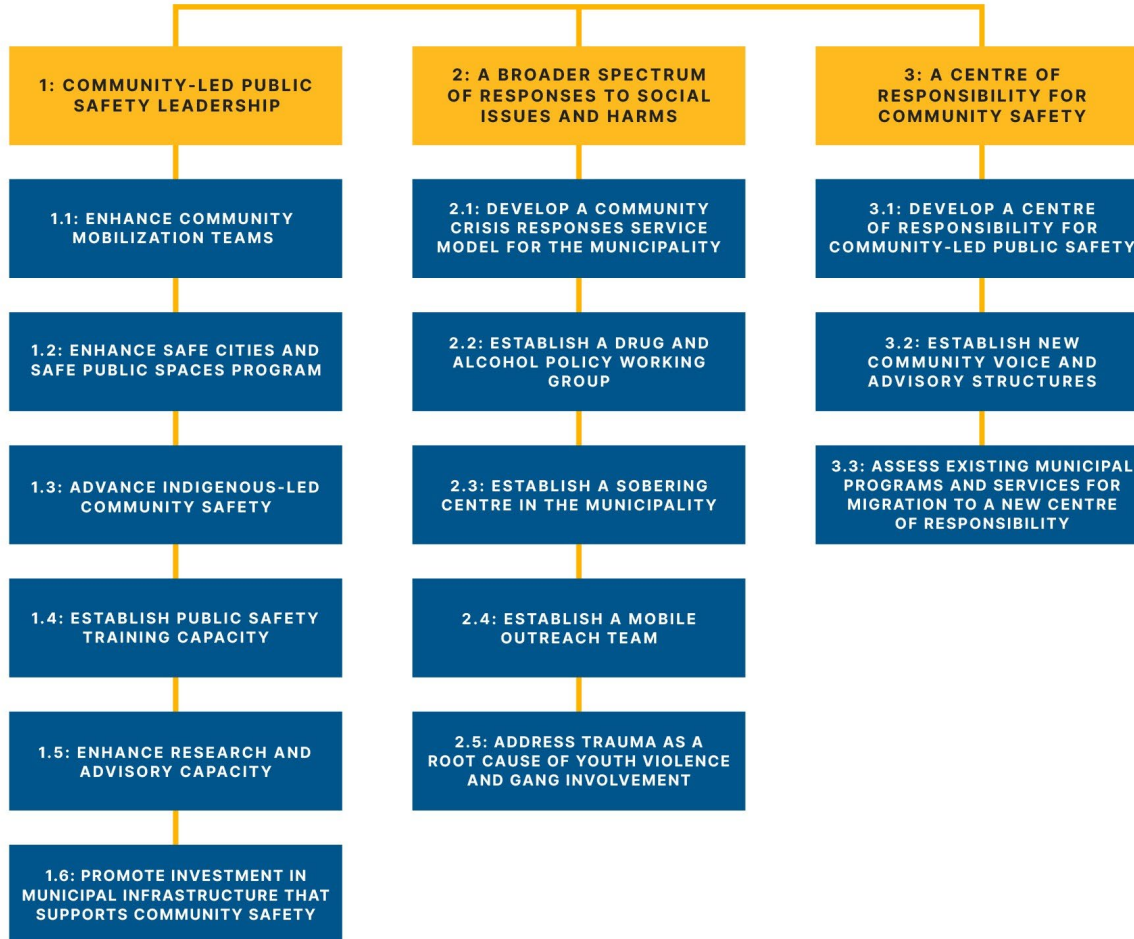 1: COMMUNITY-LED PUBLIC
SAFETY LEADERSHIP
1.1: ENHANCE COMMUNITY
MOBILIZATION TEAMS
1.2: ENHANCE SAFE CITIES AND
SAFE PUBLIC SPACES PROGRAM
1.3: ADVANCE INDIGENOUS-LED
COMMUNITY SAFETY
1.4: ESTABLISH PUBLIC SAFETY
TRAINING CAPACITY
1.5: ENHANCE RESEARCH AND
ADVISORY CAPACITY
1.6: PROMOTE INVESTMENT IN
MUNICIPAL INFRASTRUCTURE THAT
SUPPORTS COMMUNITY SAFETY
2: A BROADER SPECTRUM
OF RESPONSES TO SOCIAL
ISSUES AND HARMS
2.1: DEVELOP A COMMUNITY
CRISIS RESPONSES SERVICE
MODEL FOR THE MUNICIPALITY
2.2: ESTABLISH A DRUG AND
ALCOHOL POLICY WORKING
GROUP
2.3: ESTABLISH A SOBERING
CENTRE IN THE MUNICIPALITY
2.4: ESTABLISH A MOBILE
OUTREACH TEAM
2.5: ADDRESS TRAUMA AS A
ROOT CAUSE OF YOUTH VIOLENCE
AND GANG INVOLVEMENT
3: A CENTRE OF
RESPONSIBILITY FOR
COMMUNITY SAFETY
3.1: DEVELOP A CENTRE
OF RESPONSIBILITY FOR
COMMUNITY-LED PUBLIC SAFETY
3.2: ESTABLISH NEW
COMMUNITY VOICE AND
ADVISORY STRUCTURES
3.3: ASSESS EXISTING MUNICIPAL
PROGRAMS AND SERVICES FOR
MIGRATION TO A NEW CENTRE
OF RESPONSIBILITY